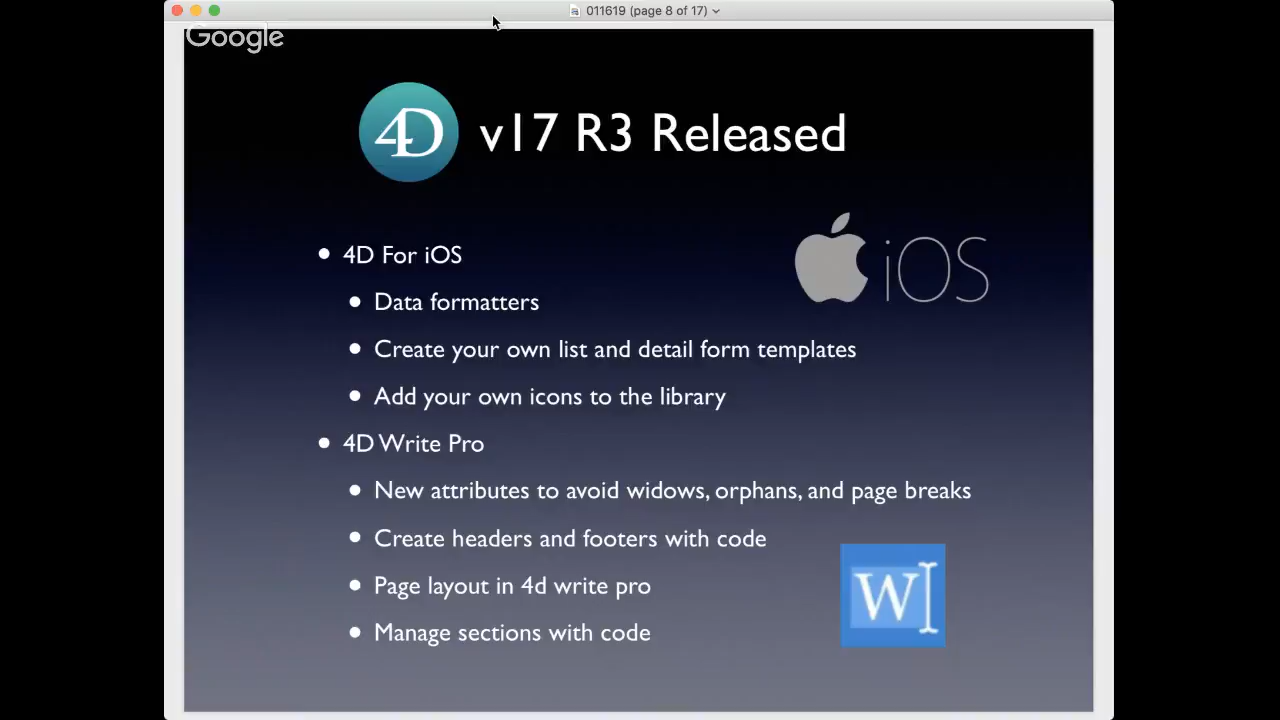 011619 (page 8 of 17)
Google
4D v17 R3 Released
iOS
4D For iOS
Data formatters
Create your own list and detail form templates
Add your own icons to the library
4D Write Pro
New attributes to avoid widows, orphans, and page breaks
Create headers and footers with code
Page layout in 4d write pro
Manage sections with code
W